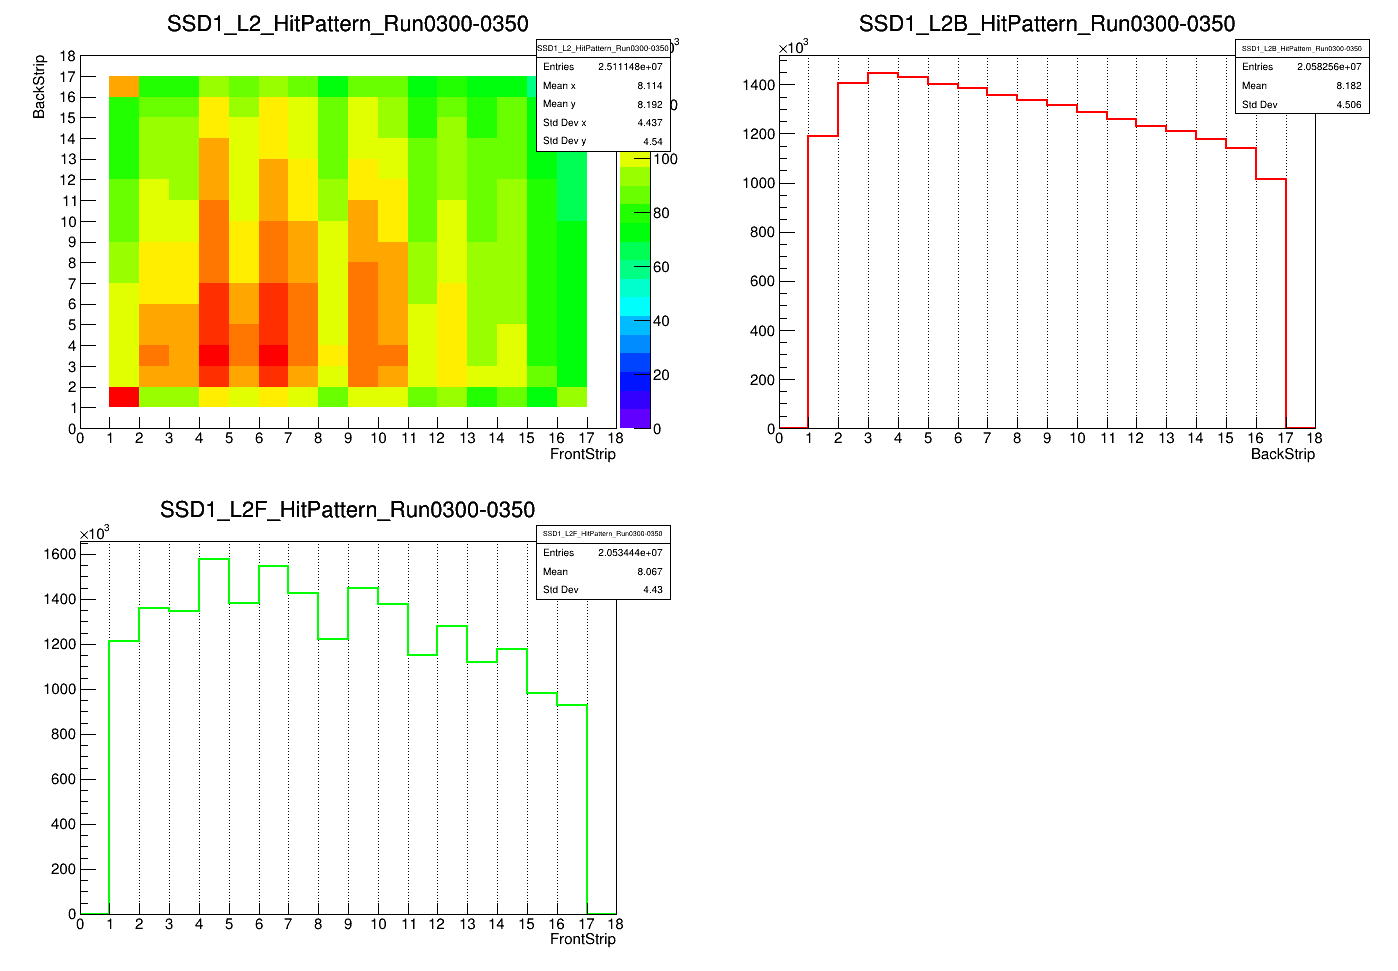 SSD1_L2_HitPattern_Run0300-0350
SSD1_L2_HitPattern_Run0300-0350
Entries 2.511148e+07
Mean x 8.114
Mean y 8.192
Std Dev x 4.437
Std Dev y 4.54
BackStrip
18
17
16
15
14
13
12
11
10
9
8
7
6
5
4
3
2
1
0
0 1 2 3 4 5 6 7 8 9 10 11 12 13 14 15 16 17 18
FrontStrip
3
0
100
80
60
40
20
0
SSD1_L2B_HitPattern_Run0300-0350
×10³
SSD1_L2B_HitPattern_Run0300-0350
Entries 2.058256e+07
Mean 8.182
Std Dev 4.506
1400
1200
1000
800
600
400
200
0
0 1 2 3 4 5 6 7 8 9 10 11 12 13 14 15 16 17 18
BackStrip
SSD1_L2F_HitPattern_Run0300-0350
×10³
SSD1_L2F_HitPattern_Run0300-0350
Entries 2.053444e+07
Mean 8.067
Std Dev 4.43
1600
1400
1200
1000
800
600
400
200
0
0 1 2 3 4 5 6 7 8 9 10 11 12 13 14 15 16 17 18
FrontStrip